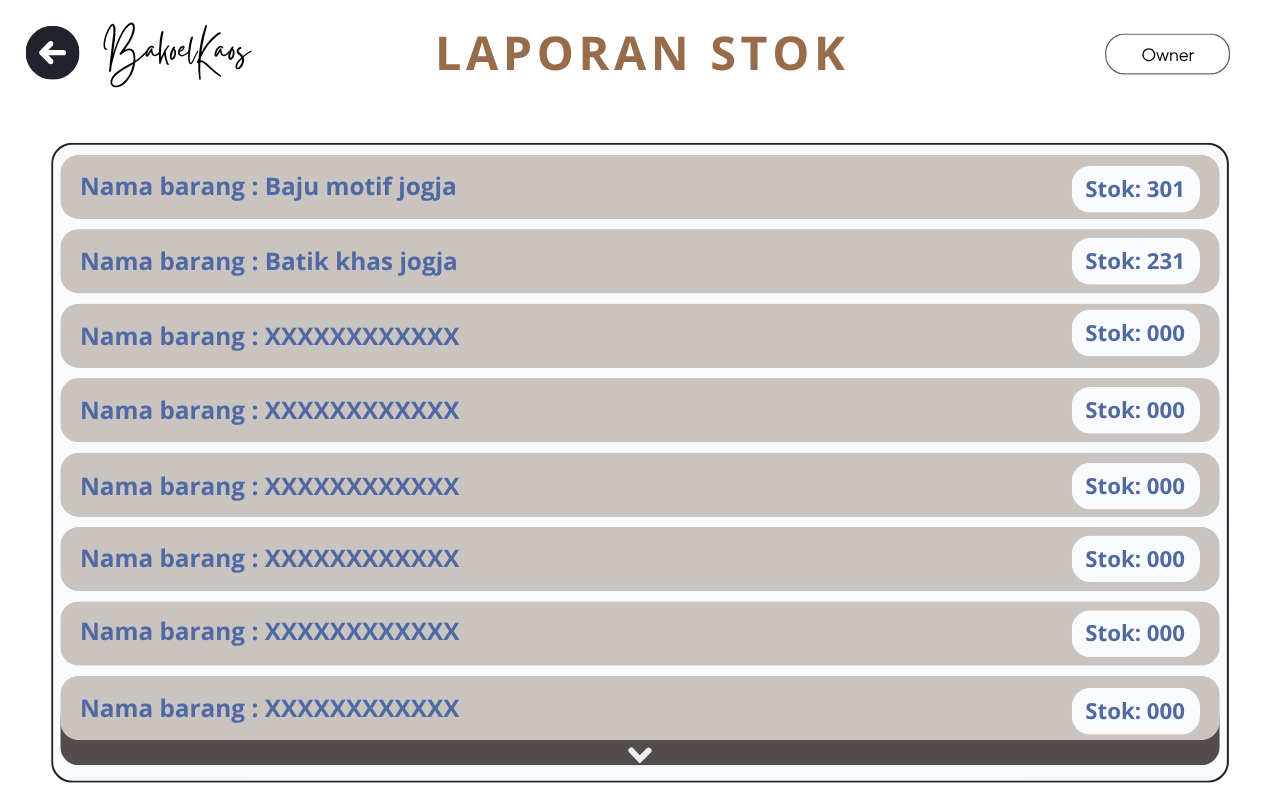 BakoelKaos
LAPORAN STOK
Owner
Nama barang : Baju motif jogja
Stok: 301
Nama barang : Batik khas jogja
Stok: 231
Nama barang : XXXXXXXXXXXX
Stok: 000
Nama barang : XXXXXXXXXXXX
Stok: 000
Nama barang : XXXXXXXXXXXX
Stok: 000
Nama barang : XXXXXXXXXXXX
Stok: 000
Nama barang : XXXXXXXXXXXX
Stok: 000
Nama barang : XXXXXXXXXXXX
Stok: 000